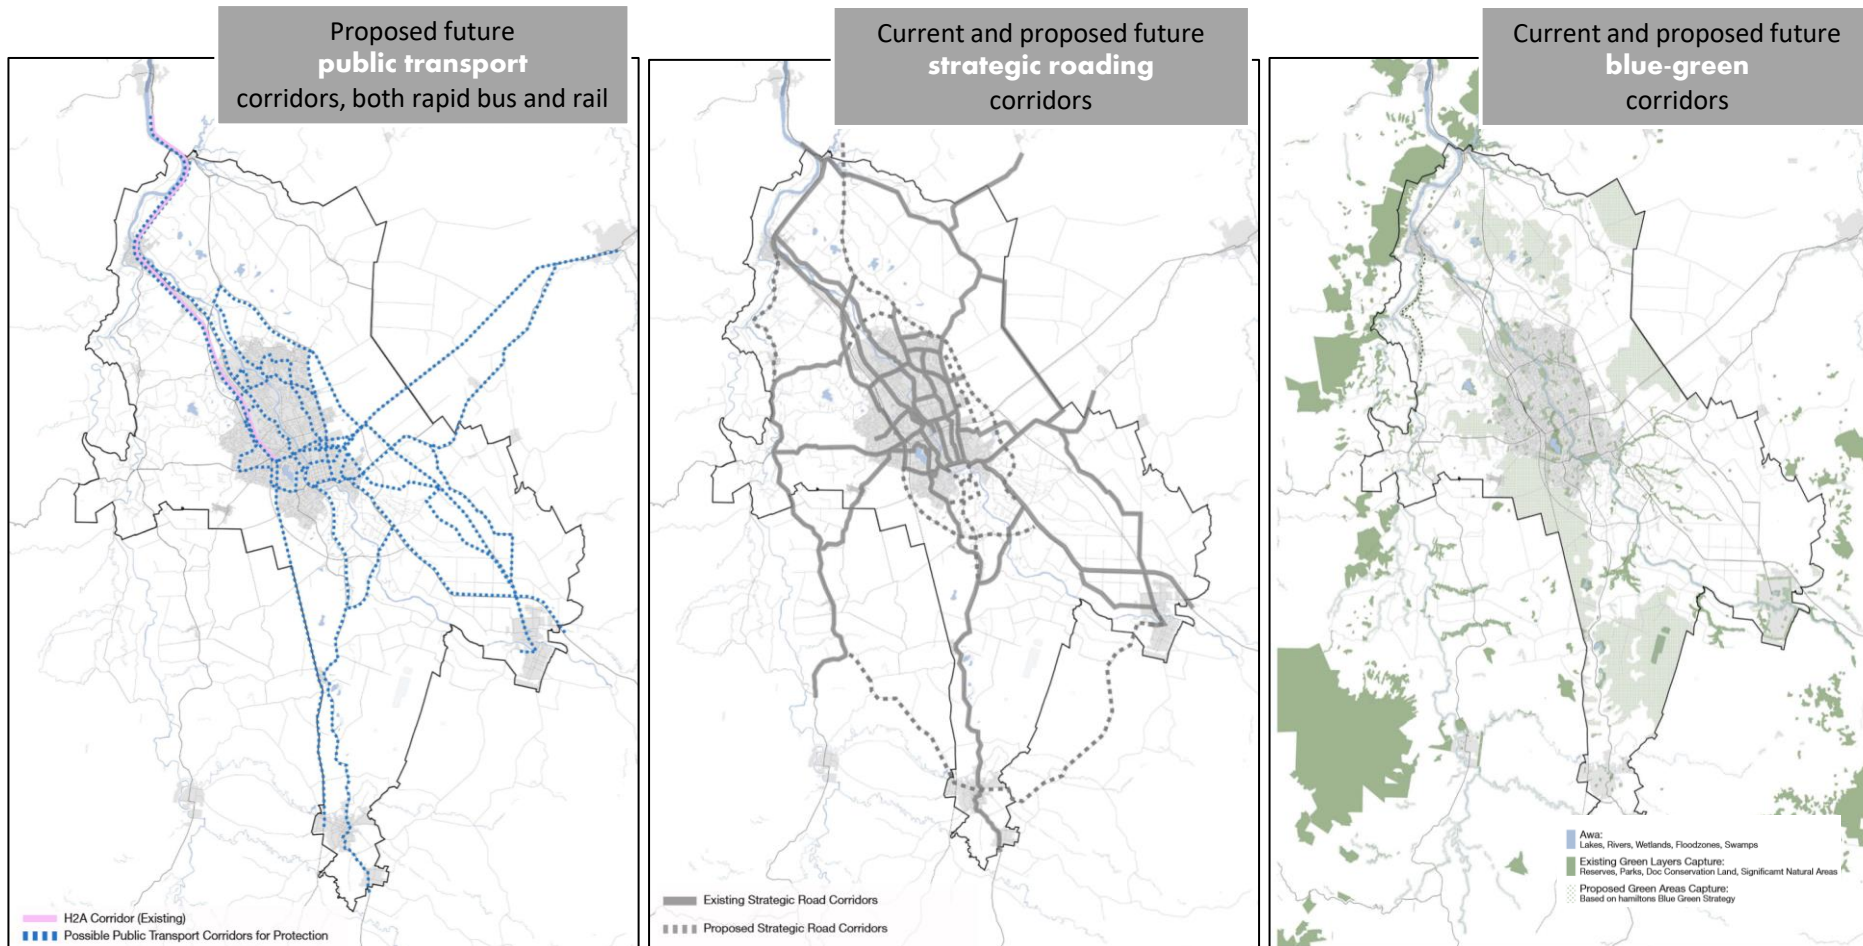 Proposed future
public transport
corridors, both rapid bus and rail
Current and proposed future
strategic roading
corridors
Current and proposed future
blue-green
corridors
H2A Corridor (Existing)
Possible Public Transport Corridors for Protection
Existing Strategic Road Corridors
Proposed Strategic Road Corridors
Awa:
Lakes, Rivers, Wetlands, Floodzones, Swamps
Existing Green Layers Capture:
Reserves, Parks, Doc Conservation Land, Significamt Natural Areas
Proposed Green Areas Capture:
Based on hamiltons Blue Green Strategy